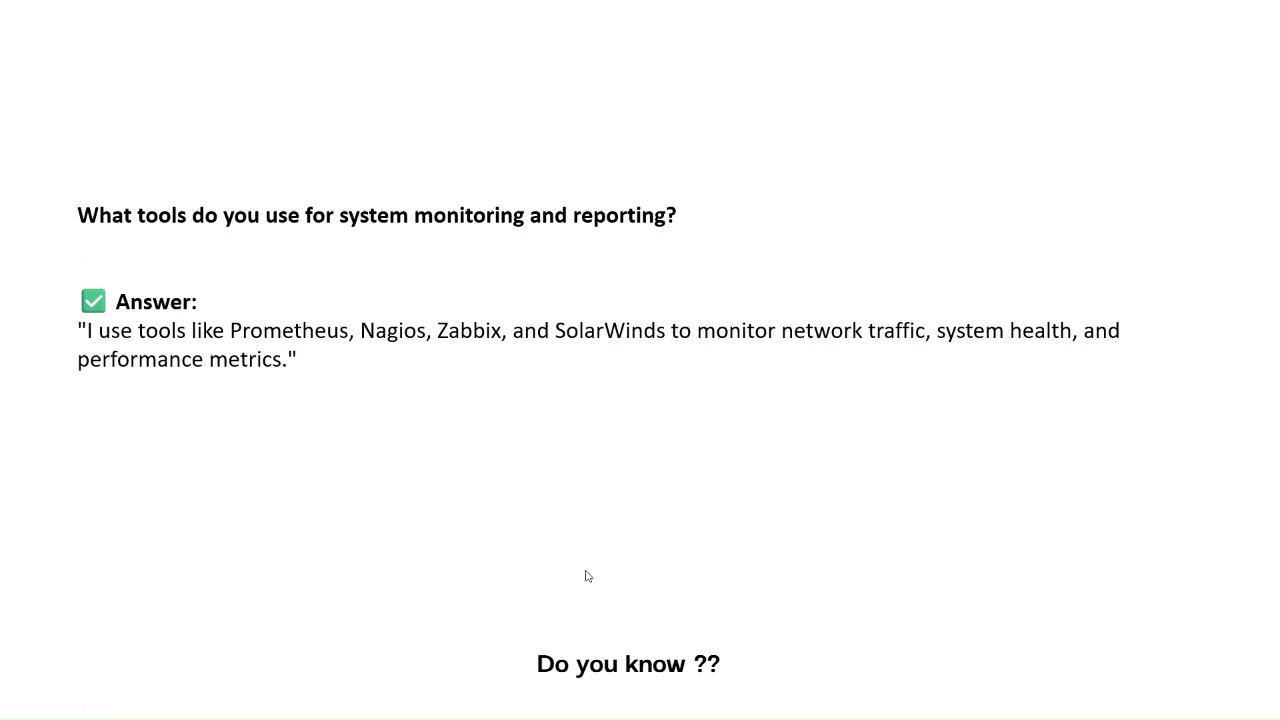 What tools do you use for system monitoring and reporting?
✅ Answer:
"I use tools like Prometheus, Nagios, Zabbix, and SolarWinds to monitor network traffic, system health, and
performance metrics."
Do you know ??